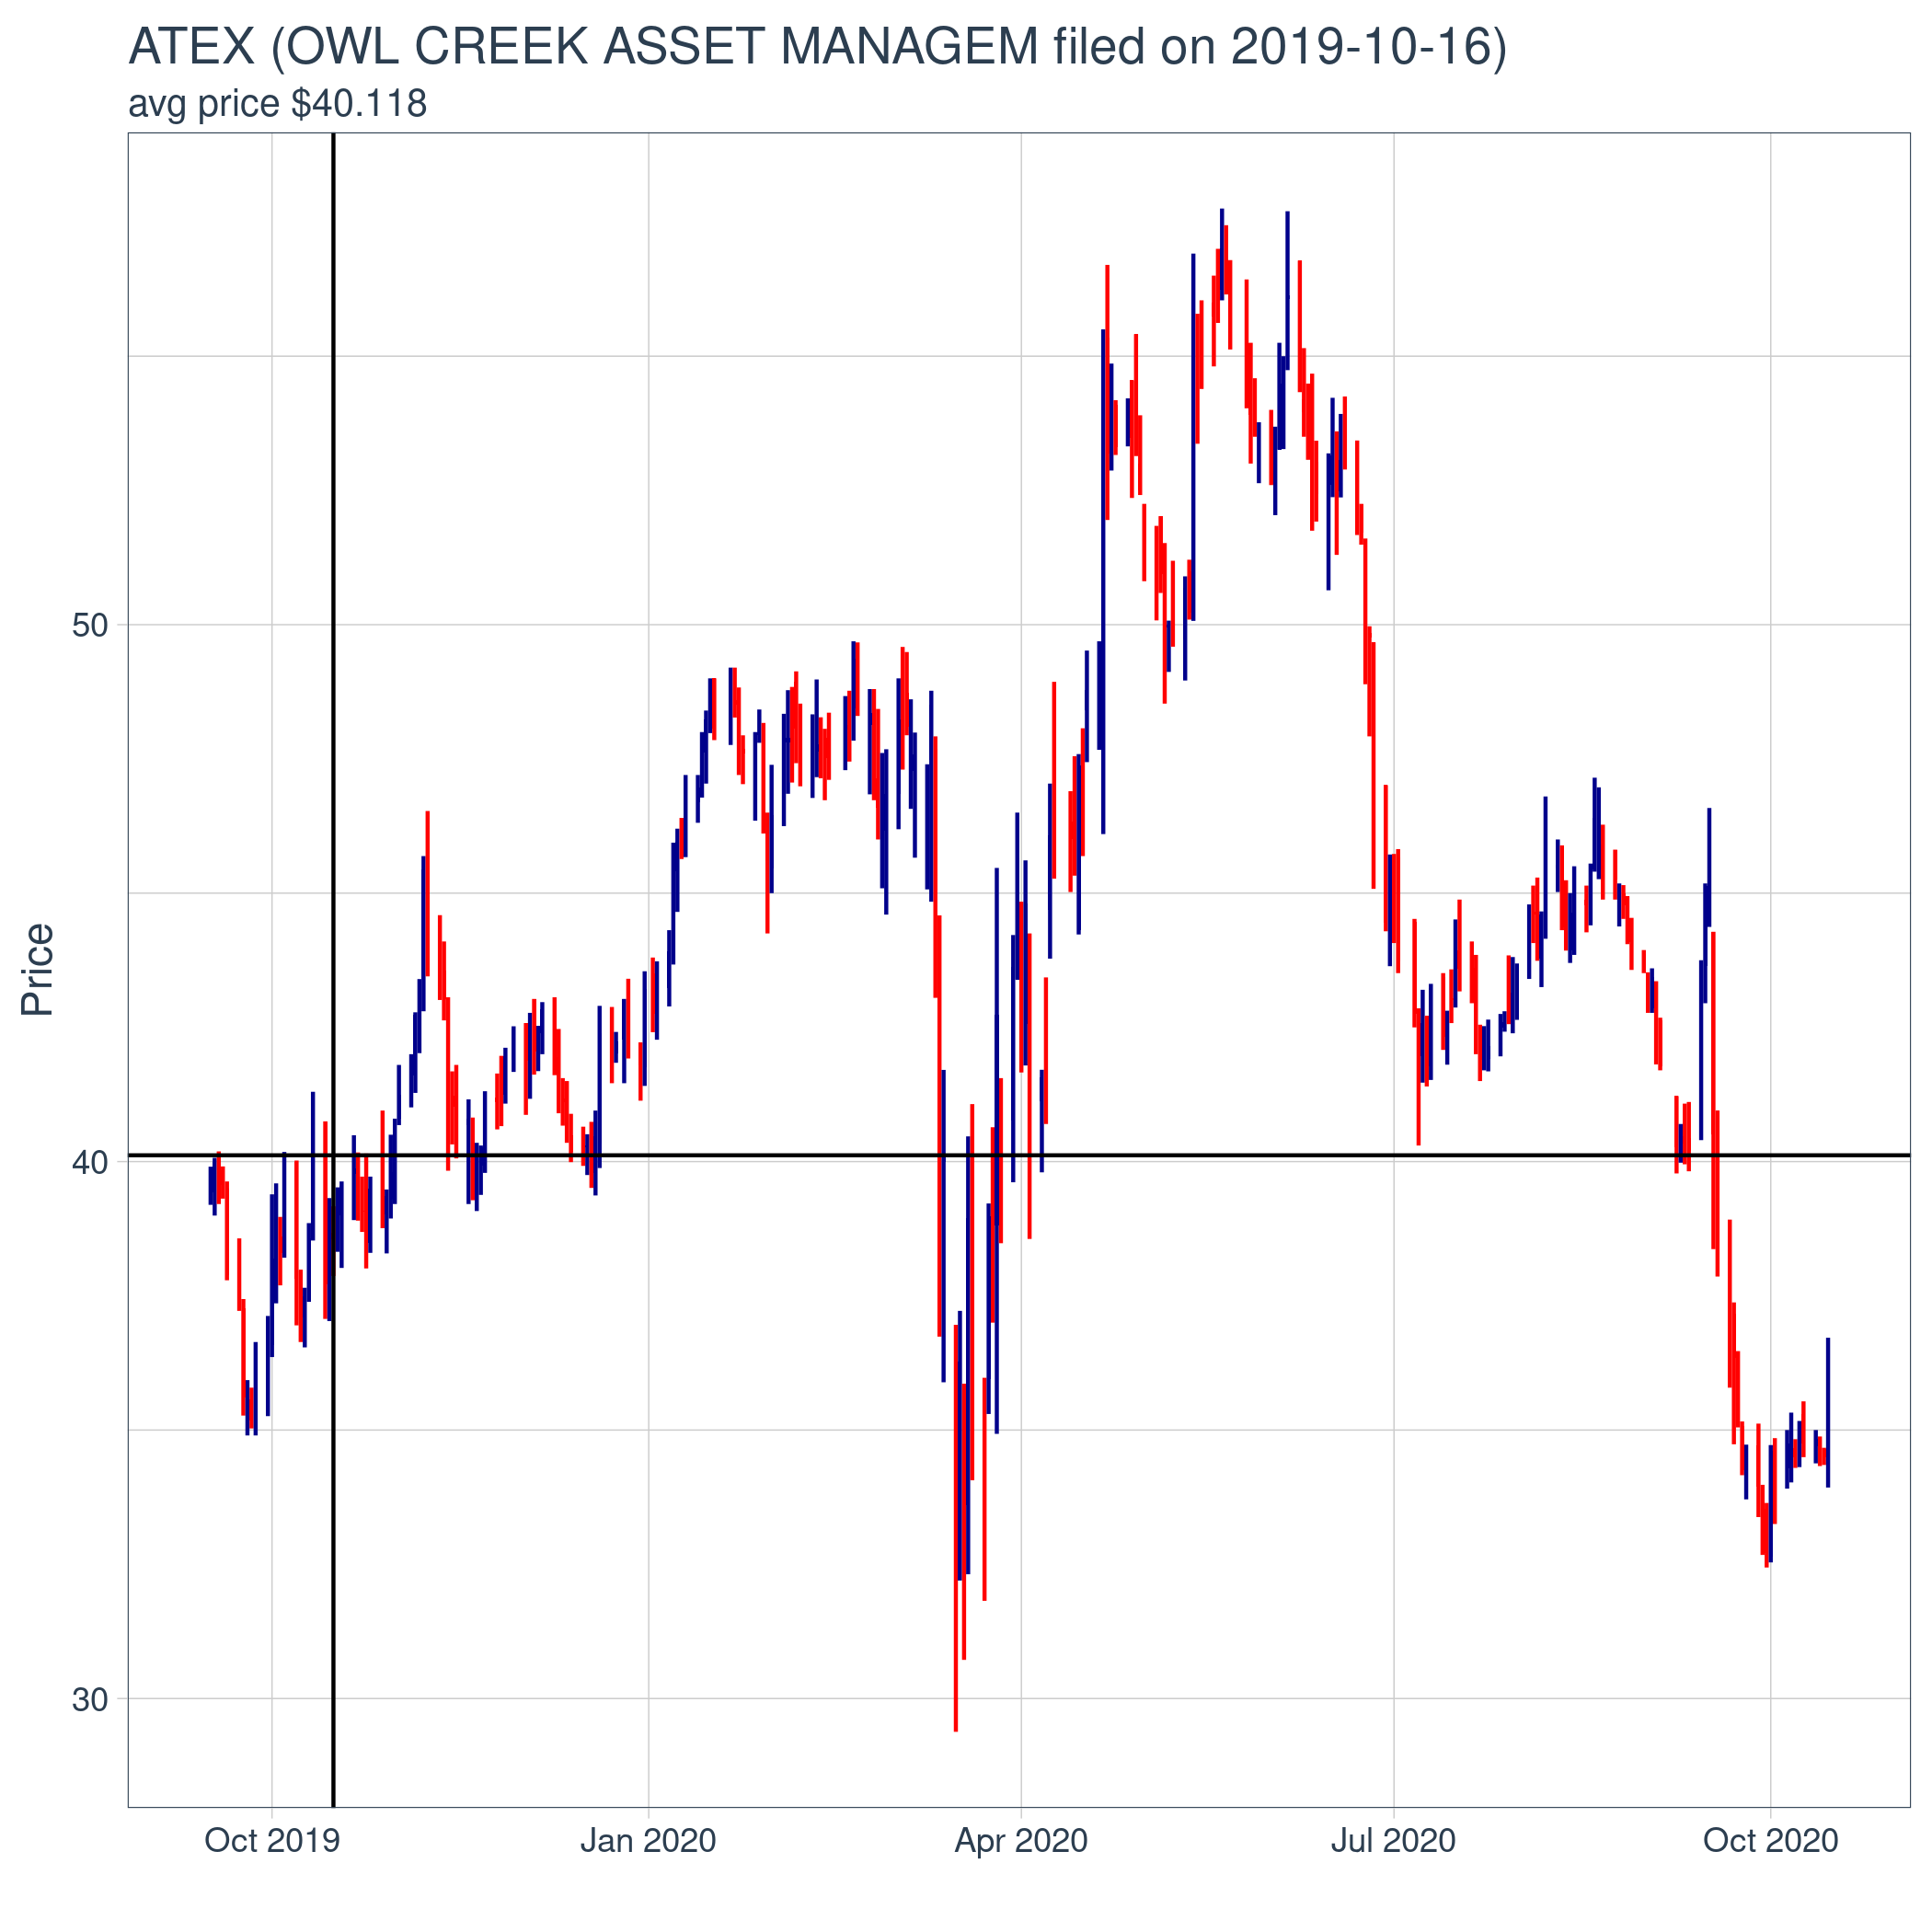 ATEX (OWL CREEK ASSET MANAGEM filed on 2019-10-16)
avg price $40.118
Price
50
40
30
Oct 2019
Jan 2020
Apr 2020
Jul 2020
Oct 2020